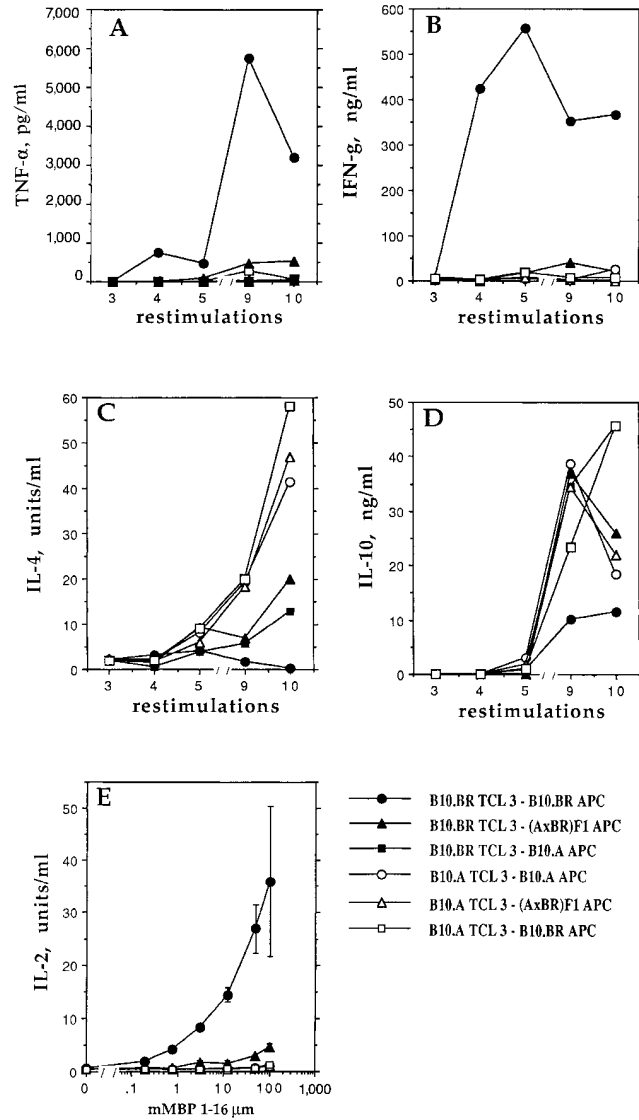 A
TNF-α, pg/ml
7,000
6,000
5,000
4,000
3,000
2,000
1,000
0
3 4 5 9 10
restimulations
B
IFN-g, ng/ml
600
500
400
300
200
100
0
3 4 5 9 10
restimulations
C
IL-4, units/ml
60
50
40
30
20
10
0
3 4 5 9 10
restimulations
D
IL-10, ng/ml
50
40
30
20
10
0
3 4 5 9 10
restimulations
E
IL-2, units/ml
50
40
30
20
10
5
0
0 .1 1 10 100 1,000
mMBP 1-16 μm
B10.BR TCL 3 - B10.BR APC
B10.BR TCL 3 - (AxBR)F1 APC
B10.BR TCL 3 - B10.A APC
B10.A TCL 3 - B10.A APC
B10.A TCL 3 - (AxBR)F1 APC
B10.A TCL 3 - B10.BR APC